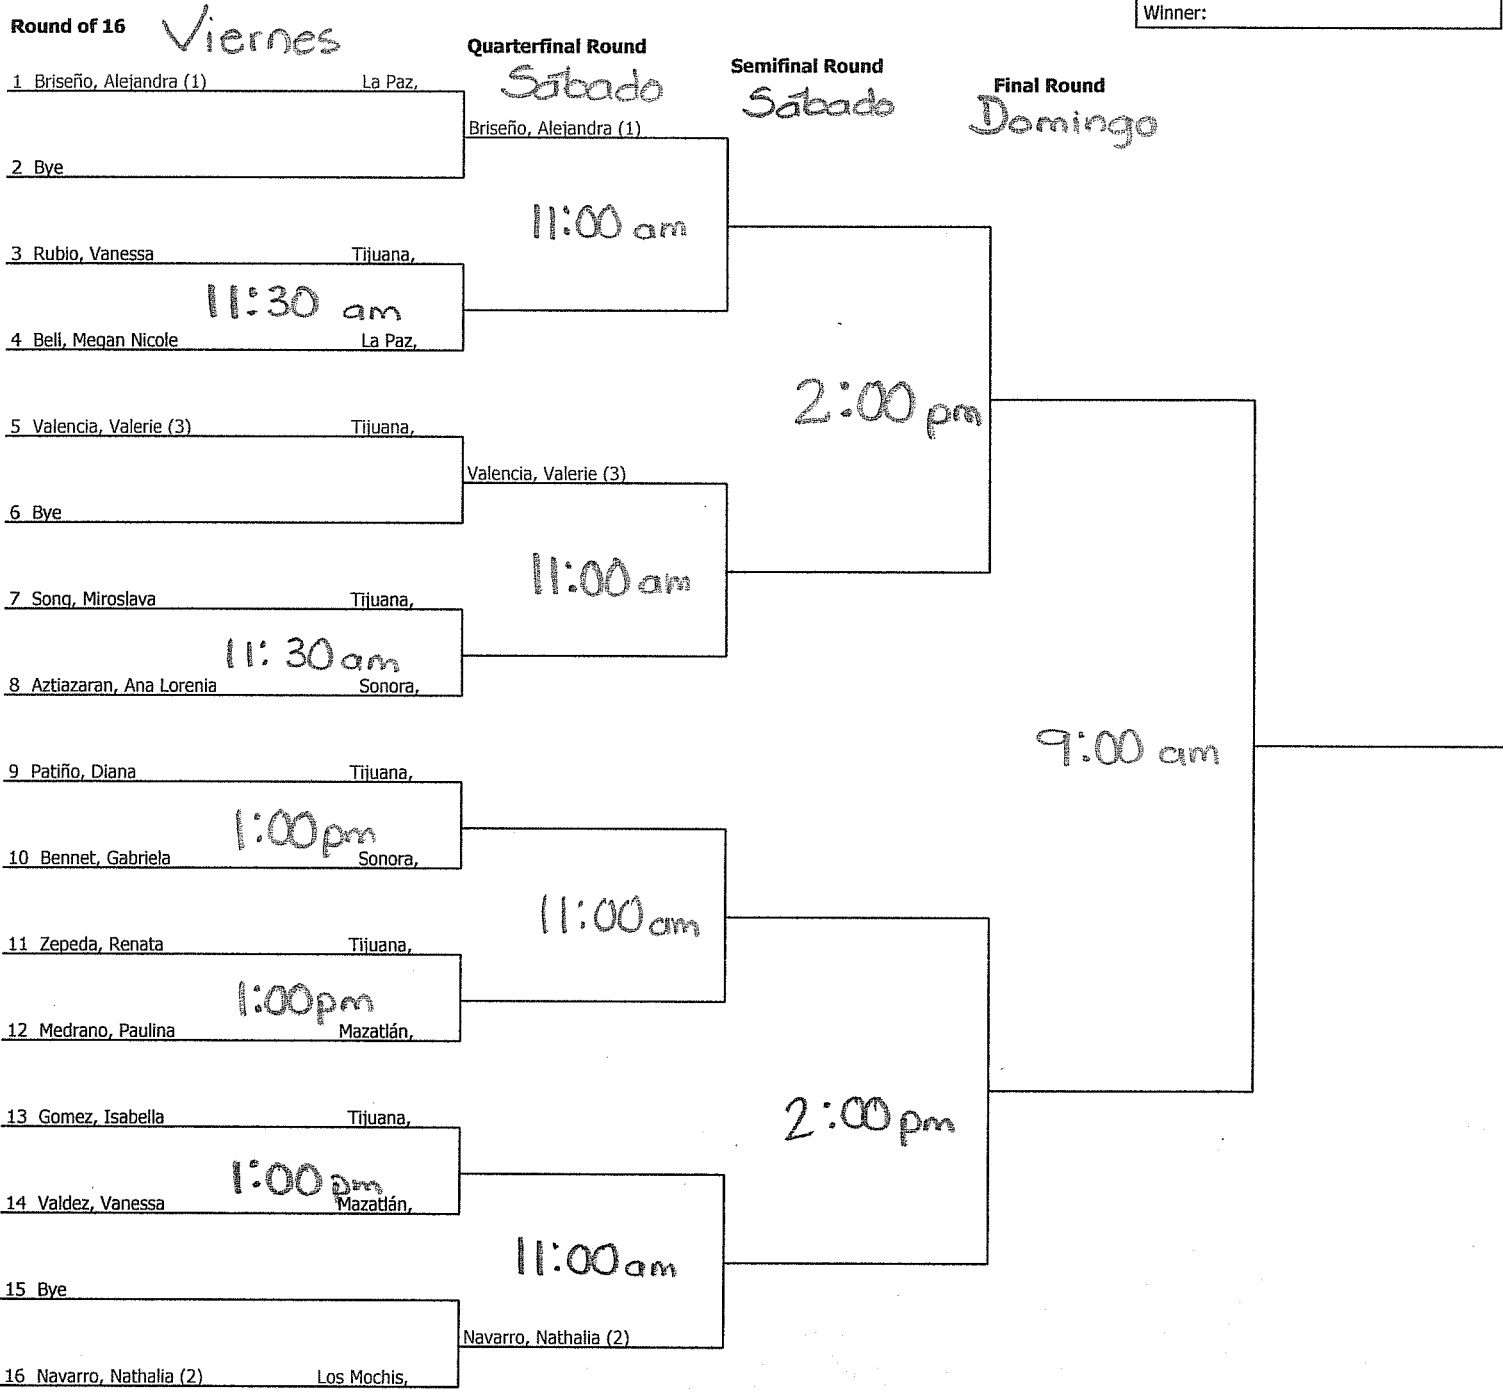 Winner:
Round of 16 Viernes
Quarterfinal Round
Sábado
Semifinal Round
Sábado
Final Round
Domingo
1 Briseño, Alejandra (1) La Paz,
Briseño, Alejandra (1)
2 Bye
11:00 am
3 Rubio, Vanessa Tijuana,
11:30 am
4 Bell, Megan Nicole La Paz,
2:00 pm
5 Valencia, Valerie (3) Tijuana,
Valencia, Valerie (3)
6 Bye
11:00 am
7 Song, Miroslava Tijuana,
11:30 am
8 Aztiazaran, Ana Lorenia Sonora,
9:00 am
9 Patiño, Diana Tijuana,
1:00 pm
10 Bennet, Gabriela Sonora,
11:00 am
11 Zepeda, Renata Tijuana,
1:00 pm
12 Medrano, Paulina Mazatlán,
2:00 pm
13 Gomez, Isabella Tijuana,
1:00 pm
14 Valdez, Vanessa Mazatlán,
11:00 am
15 Bye
Navarro, Nathalia (2)
16 Navarro, Nathalia (2) Los Mochis,